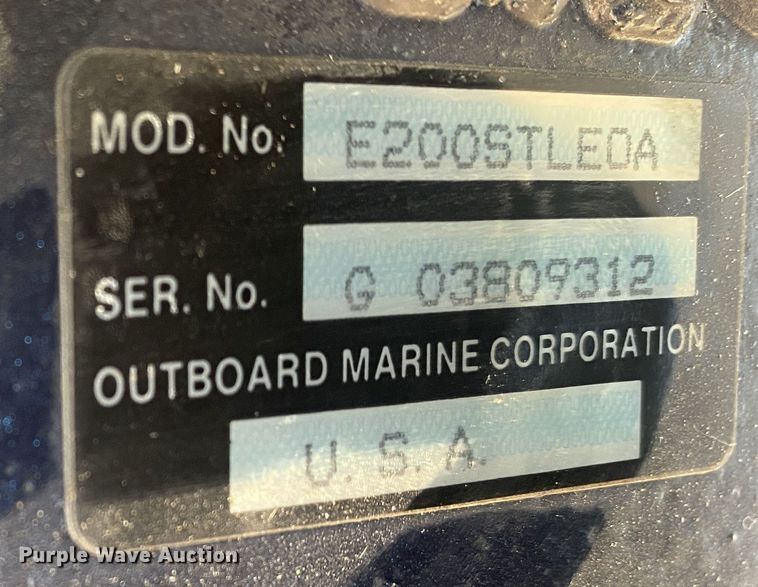 MOD. No. E200STLEDA
SER. No. G 03809312
OUTBOARD MARINE CORPORATION
U. S. A.
Purple Wave Auction